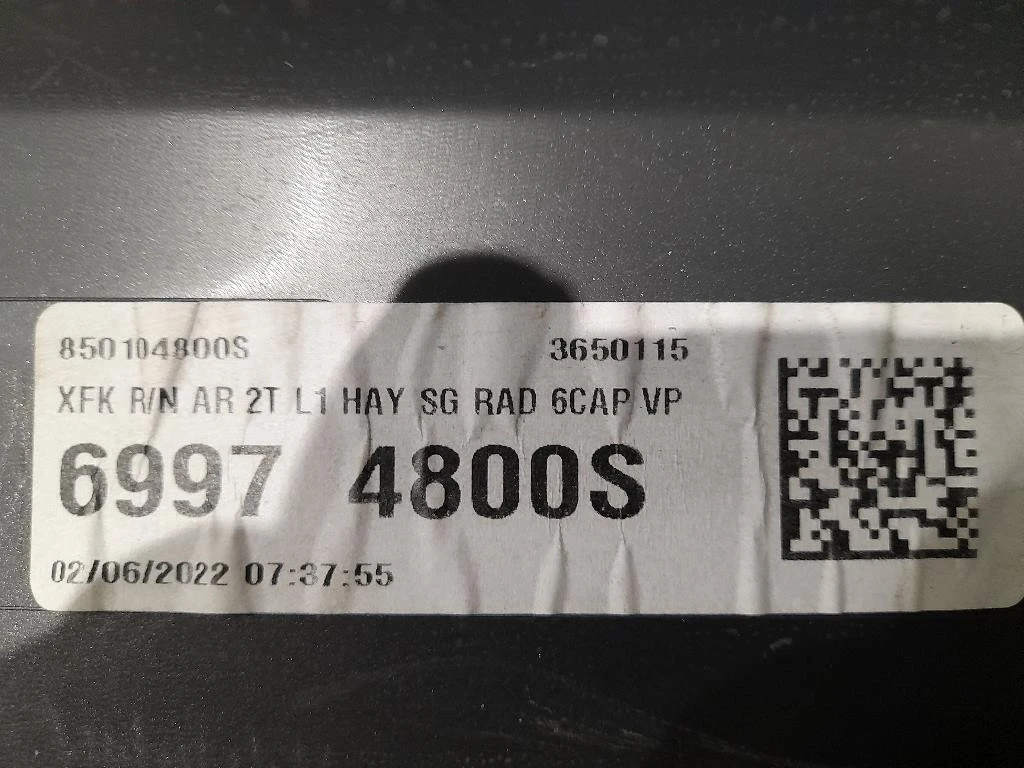 850104800S 3650115
XFK R/N AR 2T L1 HAY SG RAD 6CAP VP
6997 4800S
02/06/2022 07:37:55